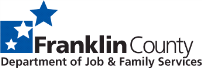 Franklin County
Department of Job & Family Services